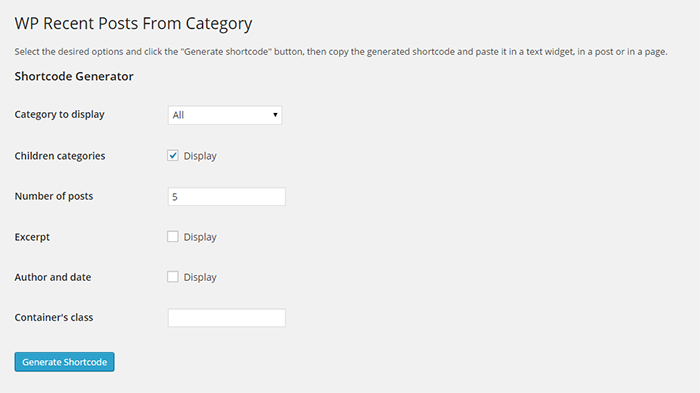 WP Recent Posts From Category
Select the desired options and click the "Generate shortcode" button, then copy the generated shortcode and paste it in a text widget, in a post or in a page.
Shortcode Generator
Category to display All
Children categories Display
Number of posts 5
Excerpt Display
Author and date Display
Container's class
Generate Shortcode